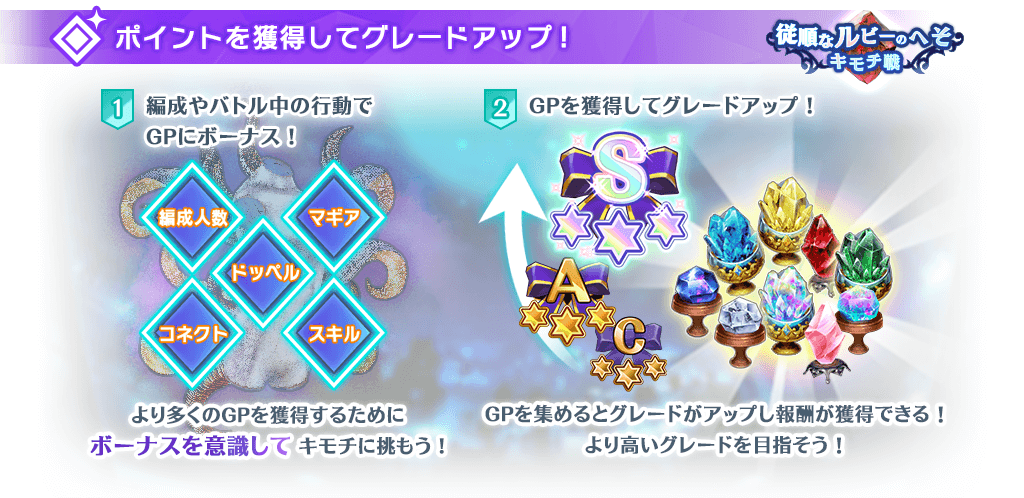 ポイントを獲得してグレードアップ！
従順なルビーのへそ
キモチ戦
1
編成やバトル中の行動で
GPにボーナス！
編成人数
マギア
ドッペル
コネクト
スキル
より多くのGPを獲得するために
ボーナスを意識して キモチに挑もう！
2
GPを獲得してグレードアップ！
S
A
C
GPを集めるとグレードがアップし報酬が獲得できる！
より高いグレードを目指そう！